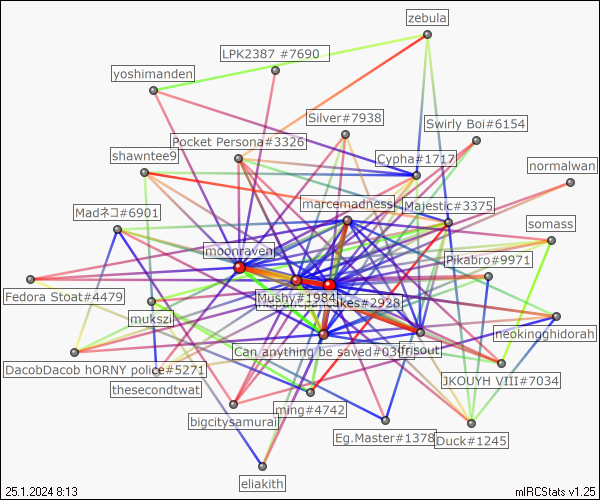 zebula
LPK2387 #7690
yoshimanden
Silver#7938
Swirly Boi#6154
Pocket Persona#3326
shawntee9
Cypha#1717
normalwan
marcemadness
Majestic#3375
Madネコ#6901
somass
moonraven
Pikabro#9971
Fedora Stoat#4479
Mushy#1984
cakes#2928
mukszi
neokingghidorah
Can anything be saved#03
frisout
DacobDacob hORNY police#5271
JKOUYH VIII#7034
thesecondtwat
ming#4742
bigcitysamurai
Eg.Master#1378
Duck#1245
eliakith
25.1.2024 8:13
mIRCStats v1.25